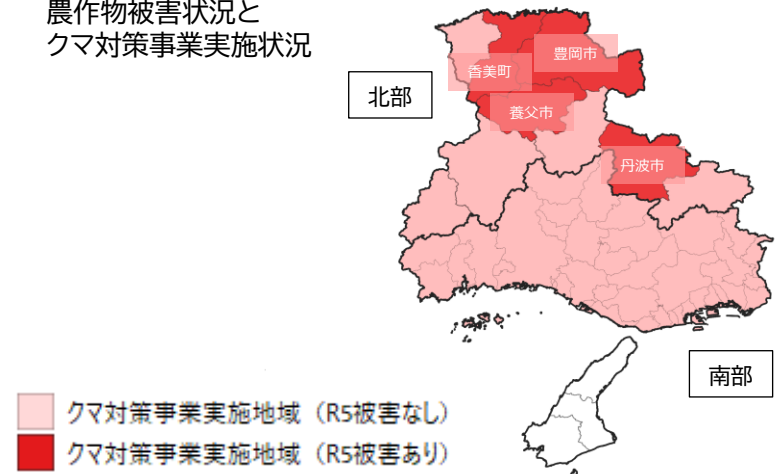 農作物被害状況と
クマ対策事業実施状況
豊岡市
香美町
北部
養父市
丹波市
南部
クマ対策事業実施地域（R5被害なし）
クマ対策事業実施地域（R5被害あり）